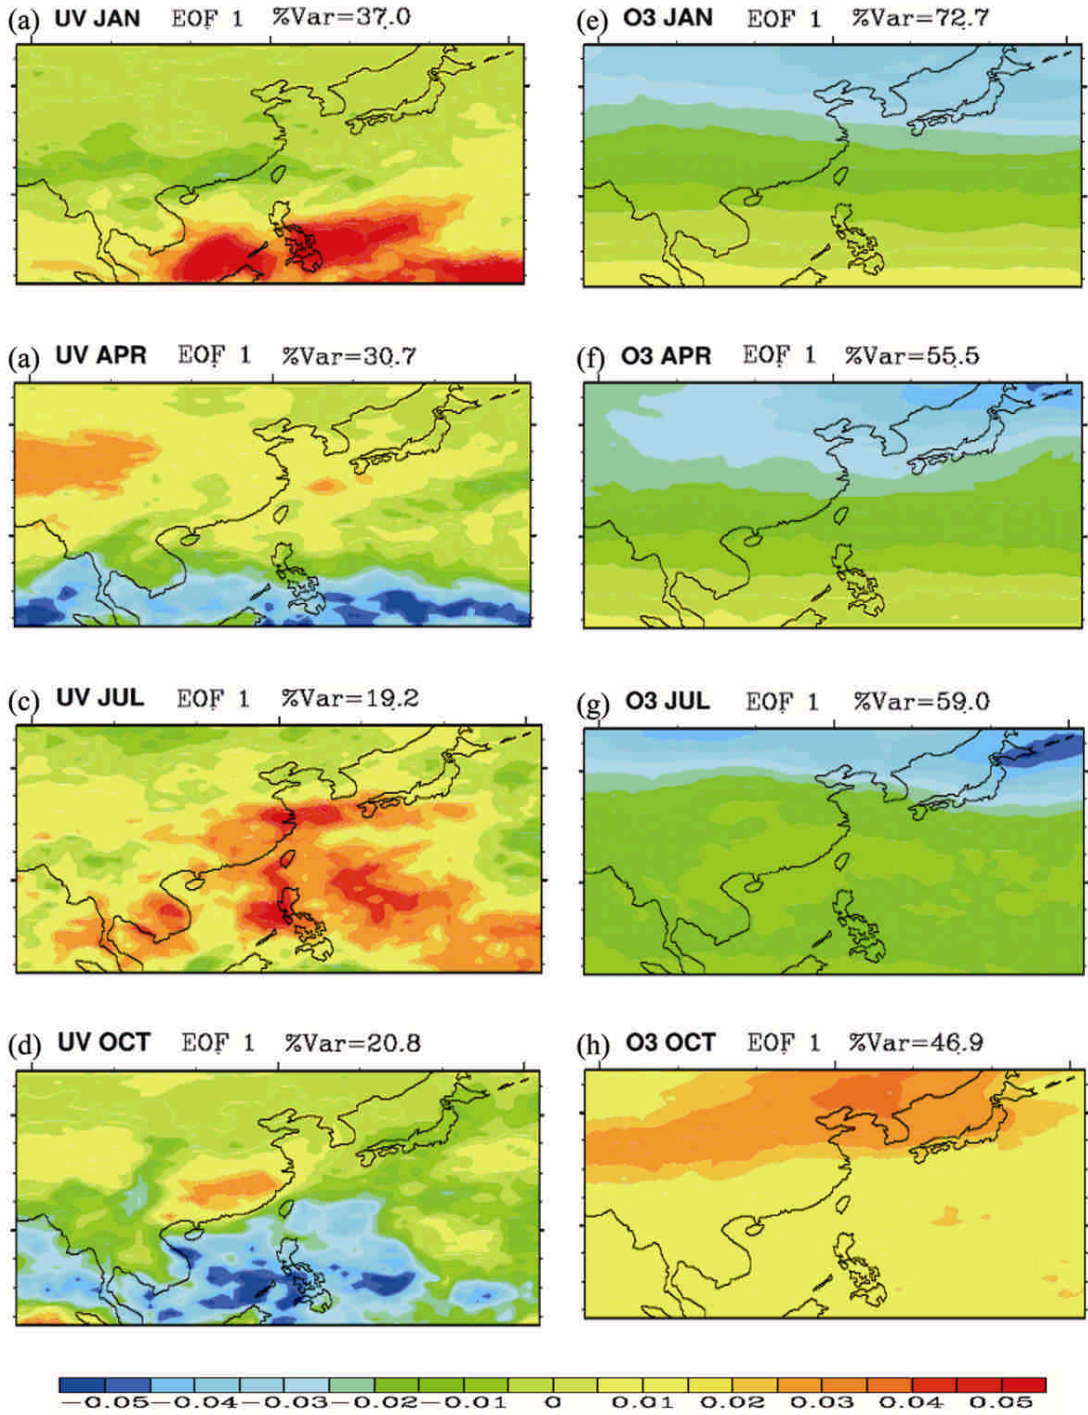 (a) UV JAN EOF 1 %Var=37.0
(e) O3 JAN EOF 1 %Var=72.7
(a) UV APR EOF 1 %Var=30.7
(f) O3 APR EOF 1 %Var=55.5
(c) UV JUL EOF 1 %Var=19.2
(g) O3 JUL EOF 1 %Var=59.0
(d) UV OCT EOF 1 %Var=20.8
(h) O3 OCT EOF 1 %Var=46.9
−0.05 −0.04 −0.03 −0.02 −0.01 0 0.01 0.02 0.03 0.04 0.05